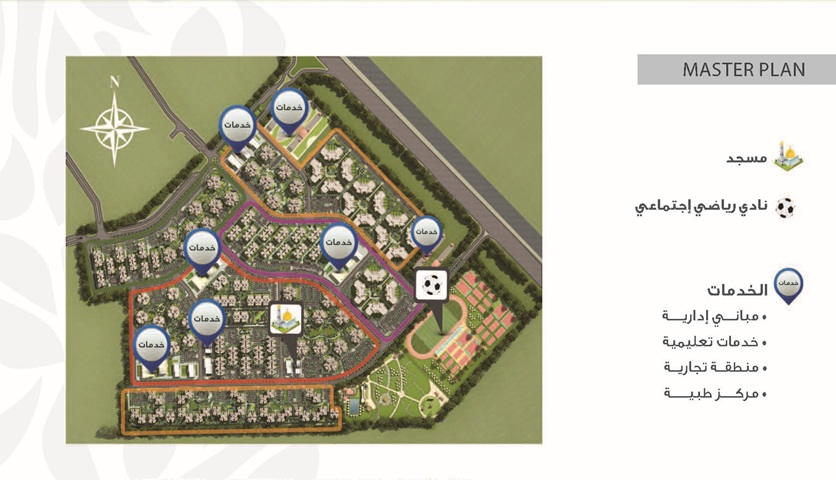 MASTER PLAN
مسجد
نادي رياضي إجتماعي
خدمات
الخدمات
• مباني إدارية
• خدمات تعليمية
• منطقة تجارية
• مركز طبية
N
خدمات
خدمات
خدمات
خدمات
خدمات
خدمات
خدمات